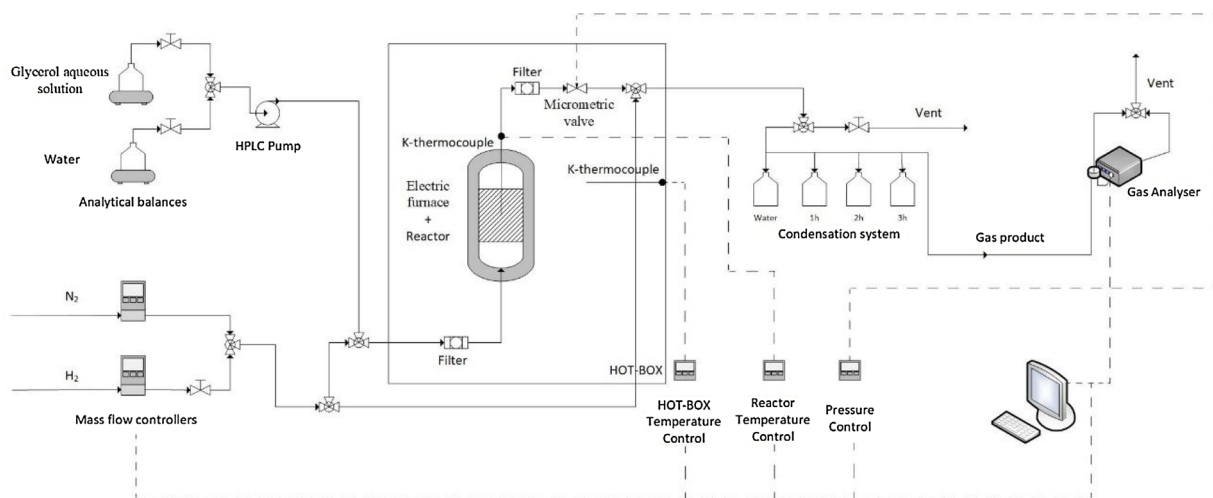 Glycerol aqueous
solution
Water
Analytical balances
HPLC Pump
N₂
H₂
Mass flow controllers
Filter
Micrometric
valve
K-thermocouple
K-thermocouple
Electric
furnace
+
Reactor
Filter
HOT-BOX
HOT-BOX
Temperature
Control
Reactor
Temperature
Control
Pressure
Control
Vent
Water
1h
2h
3h
Condensation system
Gas product
Vent
Gas Analyser